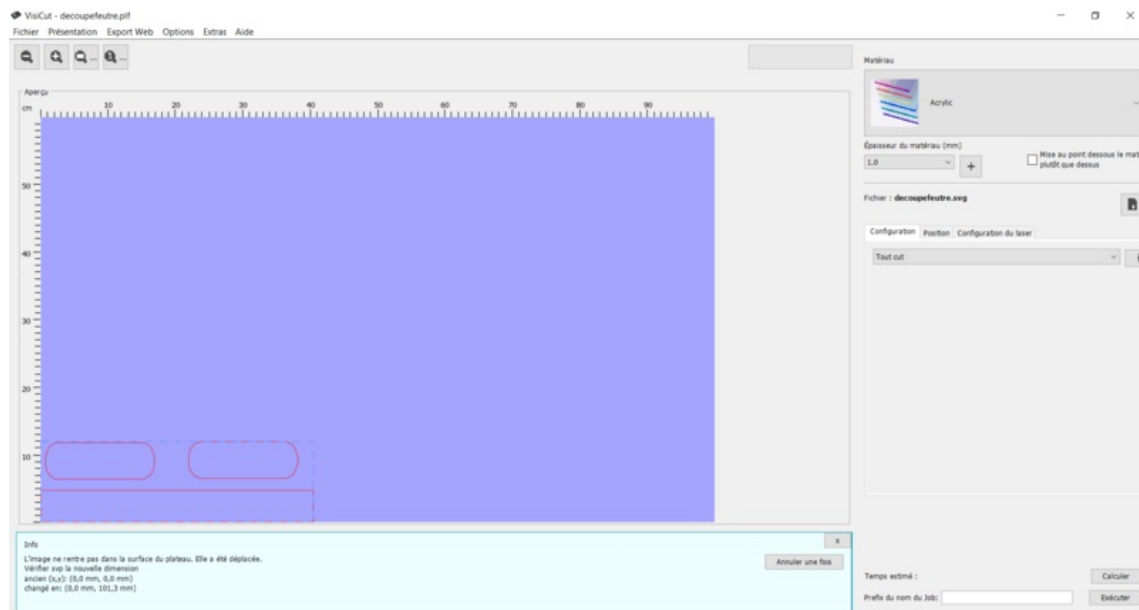 VisiCut - decoupefeutre.plf
Fichier Présentation Export Web Options Extras Aide
... ...
Aperçu
cm 10 20 30 40 50 60 70 80 90
50
40
30
20
10
Matériau
Acrylic
Épaisseur du matériau (mm)
1.0
+
Mise au point dessous le mat
plutôt que dessus
Fichier : decoupefeutre.svg
Configuration Position Configuration du laser
Tout cut
Info
x
L'image ne rentre pas dans la surface du plateau. Elle a été déplacée.
Vérifier svp la nouvelle dimension
ancien (x,y): (0,0 mm, 0,0 mm)
changé en: (0,0 mm, 101,3 mm)
Annuler une fois
Temps estimé :
Calculer
Prefix du nom du Job:
Exécuter